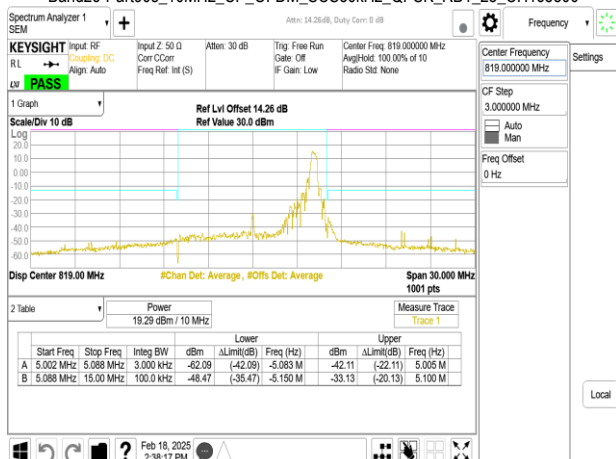 Spectrum Analyzer 1
SEM
+
Attn: 14.26dB, Duty Corr: 0 dB
Frequency
KEYSIGHT
RL
Input: RF
Coupling: DC
Align: Auto
Input Z: 50 Ω
Corr CCorr
Freq Ref: Int (S)
Atten: 30 dB
Trig: Free Run
Gate: Off
IF Gain: Low
Center Freq: 819.000000 MHz
Avg|Hold: 100.00% of 10
Radio Std: None
LXI PASS
Center Frequency
819.000000 MHz
Settings
CF Step
3.000000 MHz
Auto
Man
Freq Offset
0 Hz
1 Graph
Scale/Div 10 dB
Ref Lvl Offset 14.26 dB
Ref Value 30.0 dBm
Log
20.0
10.0
0.00
-10.0
-20.0
-30.0
-40.0
-50.0
-60.0
Disp Center 819.00 MHz
#Chan Det: Average, #Offs Det: Average
Span 30.000 MHz
1001 pts
2 Table
Power
19.29 dBm / 10 MHz
Measure Trace
Trace 1
Lower Upper
Start Freq Stop Freq Integ BW dBm ΔLimit(dB) Freq (Hz) dBm ΔLimit(dB) Freq (Hz)
A 5.002 MHz 5.088 MHz 3.000 kHz -62.09 (-42.09) -5.083 M -42.11 (-22.11) 5.005 M
B 5.088 MHz 15.00 MHz 100.0 kHz -48.47 (-35.47) -5.150 M -33.13 (-20.13) 5.100 M
Local
?
Feb 18, 2025
2:38:17 PM